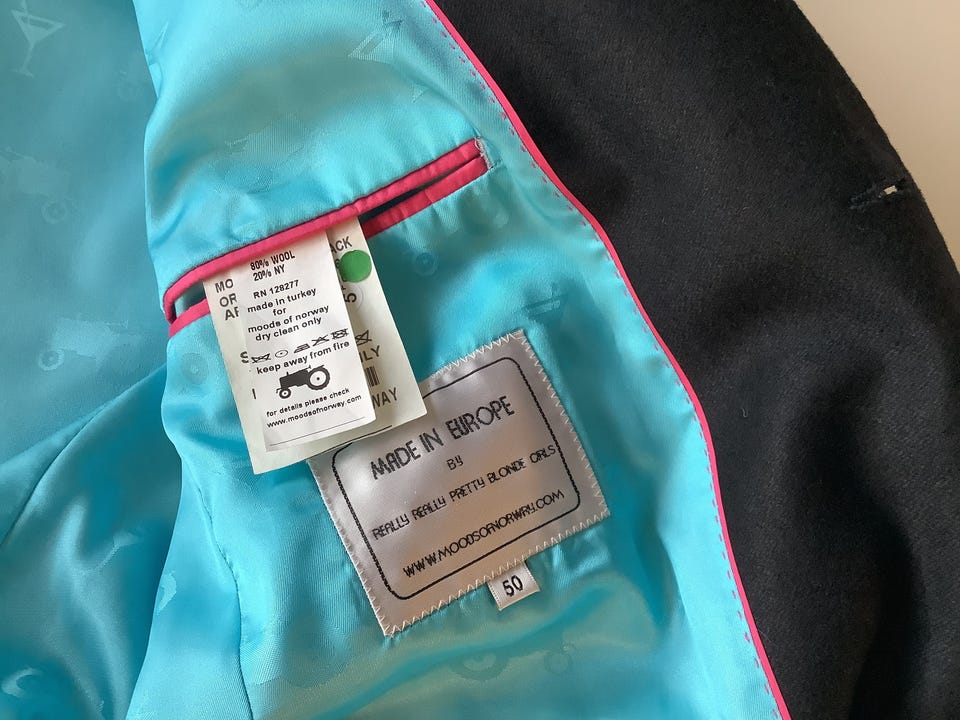 80% WOOL
20% NY
RN 128277
made in turkey
for
moods of norway
dry clean only
keep away from fire
for details please check
www.moodsofnorway.com
MADE IN EUROPE
BY
REALLY REALLY PRETTY BLONDE GIRLS
WWW.MOODSOFNORWAY.COM
50